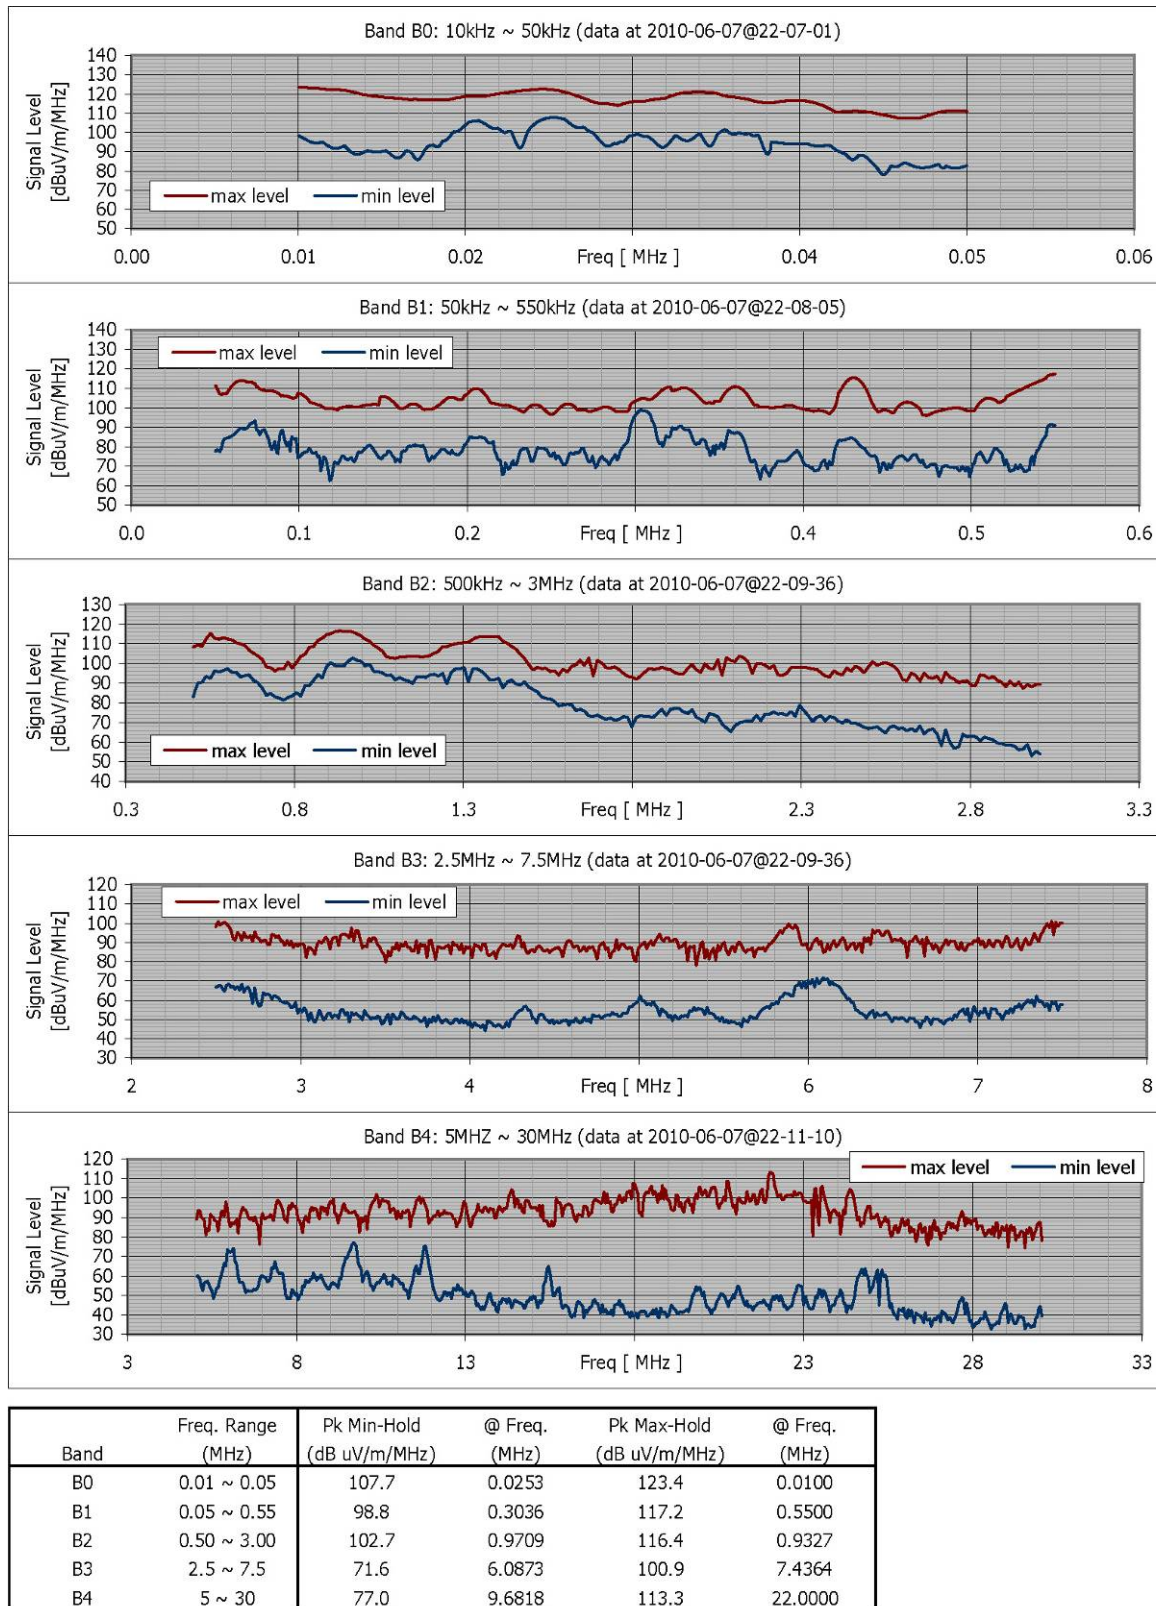 Band B0: 10kHz ~ 50kHz (data at 2010-06-07@22-07-01)
Signal Level
[dBuV/m/MHz]
140
130
120
110
100
90
80
70
60
50
max level min level
0.00 0.01 0.02 Freq [ MHz ] 0.04 0.05 0.06
Band B1: 50kHz ~ 550kHz (data at 2010-06-07@22-08-05)
Signal Level
[dBuV/m/MHz]
140
130
120
110
100
90
80
70
60
50
max level min level
0.0 0.1 0.2 Freq [ MHz ] 0.4 0.5 0.6
Band B2: 500kHz ~ 3MHz (data at 2010-06-07@22-09-36)
Signal Level
[dBuV/m/MHz]
130
120
110
100
90
80
70
60
50
40
max level min level
0.3 0.8 1.3 Freq [ MHz ] 2.3 2.8 3.3
Band B3: 2.5MHz ~ 7.5MHz (data at 2010-06-07@22-09-36)
Signal Level
[dBuV/m/MHz]
120
110
100
90
80
70
60
50
40
30
max level min level
2 3 4 Freq [ MHz ] 6 7 8
Band B4: 5MHZ ~ 30MHz (data at 2010-06-07@22-11-10)
Signal Level
[dBuV/m/MHz]
120
110
100
90
80
70
60
50
40
30
max level min level
3 8 13 Freq [ MHz ] 23 28 33
Freq. Range Pk Min-Hold @ Freq. Pk Max-Hold @ Freq.
Band (MHz) (dB uV/m/MHz) (MHz) (dB uV/m/MHz) (MHz)
B0 0.01 ~ 0.05 107.7 0.0253 123.4 0.0100
B1 0.05 ~ 0.55 98.8 0.3036 117.2 0.5500
B2 0.50 ~ 3.00 102.7 0.9709 116.4 0.9327
B3 2.5 ~ 7.5 71.6 6.0873 100.9 7.4364
B4 5 ~ 30 77.0 9.6818 113.3 22.0000